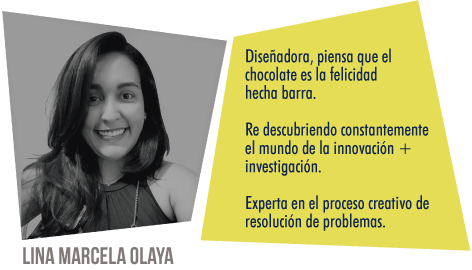 Diseñadora, piensa que el
chocolate es la felicidad
hecha barra.
Re descubriendo constantemente
el mundo de la innovación +
investigación.
Experta en el proceso creativo de
resolución de problemas.
LINA MARCELA OLAYA